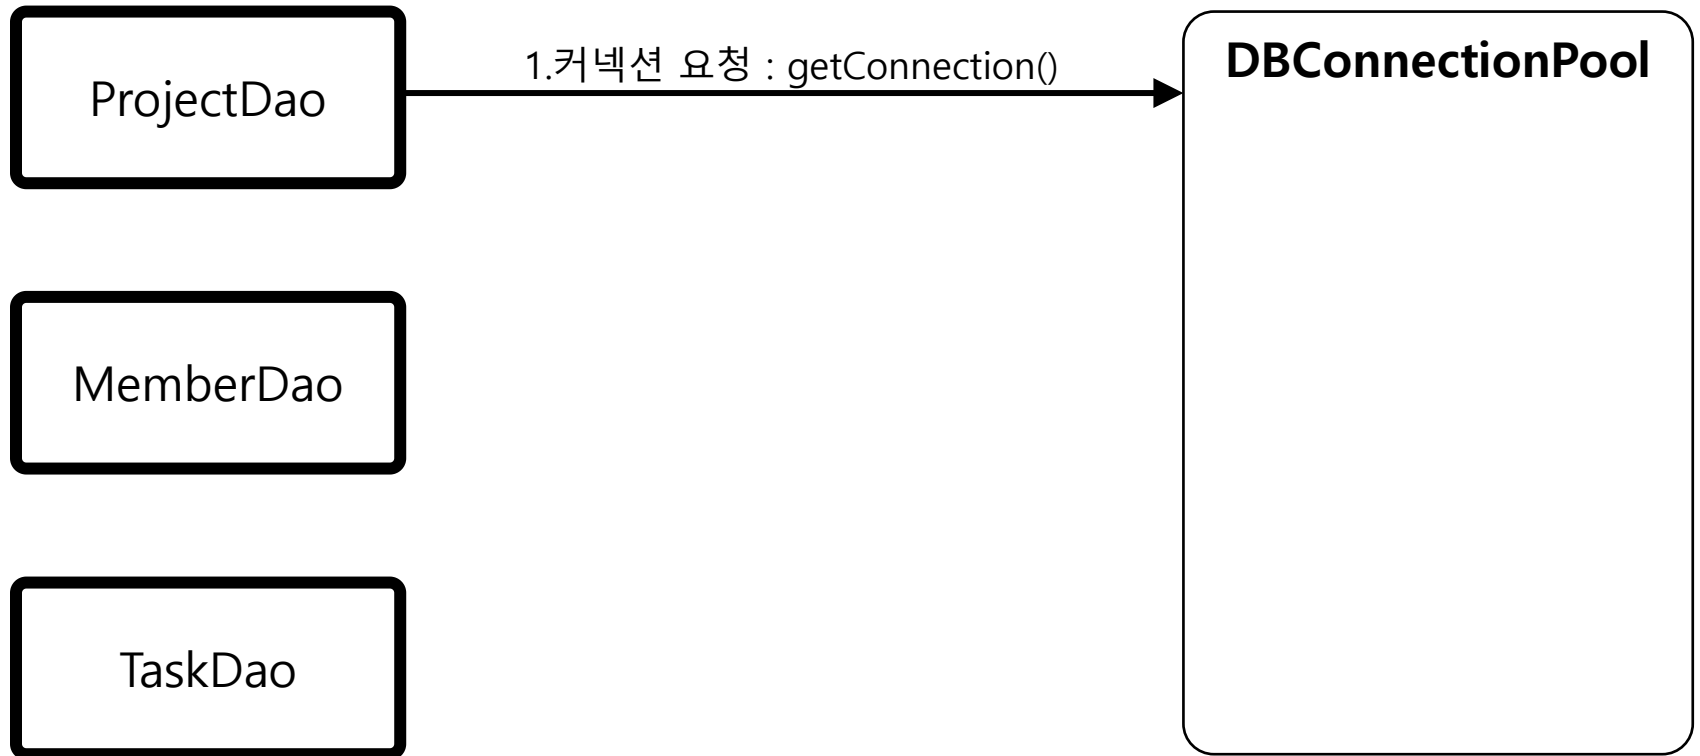 ProjectDao
1.커넥션 요청 : getConnection()
DBConnectionPool
MemberDao
TaskDao